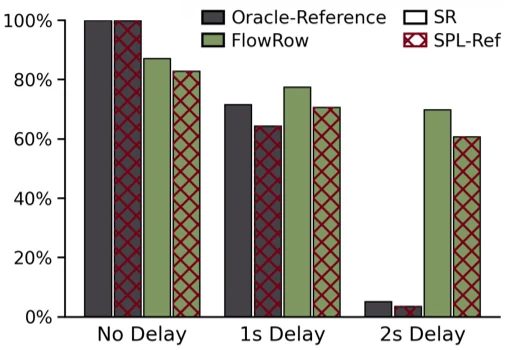 Oracle-Reference
FlowRow
SR
SPL-Ref
100%
80%
60%
40%
20%
0%
No Delay
1s Delay
2s Delay